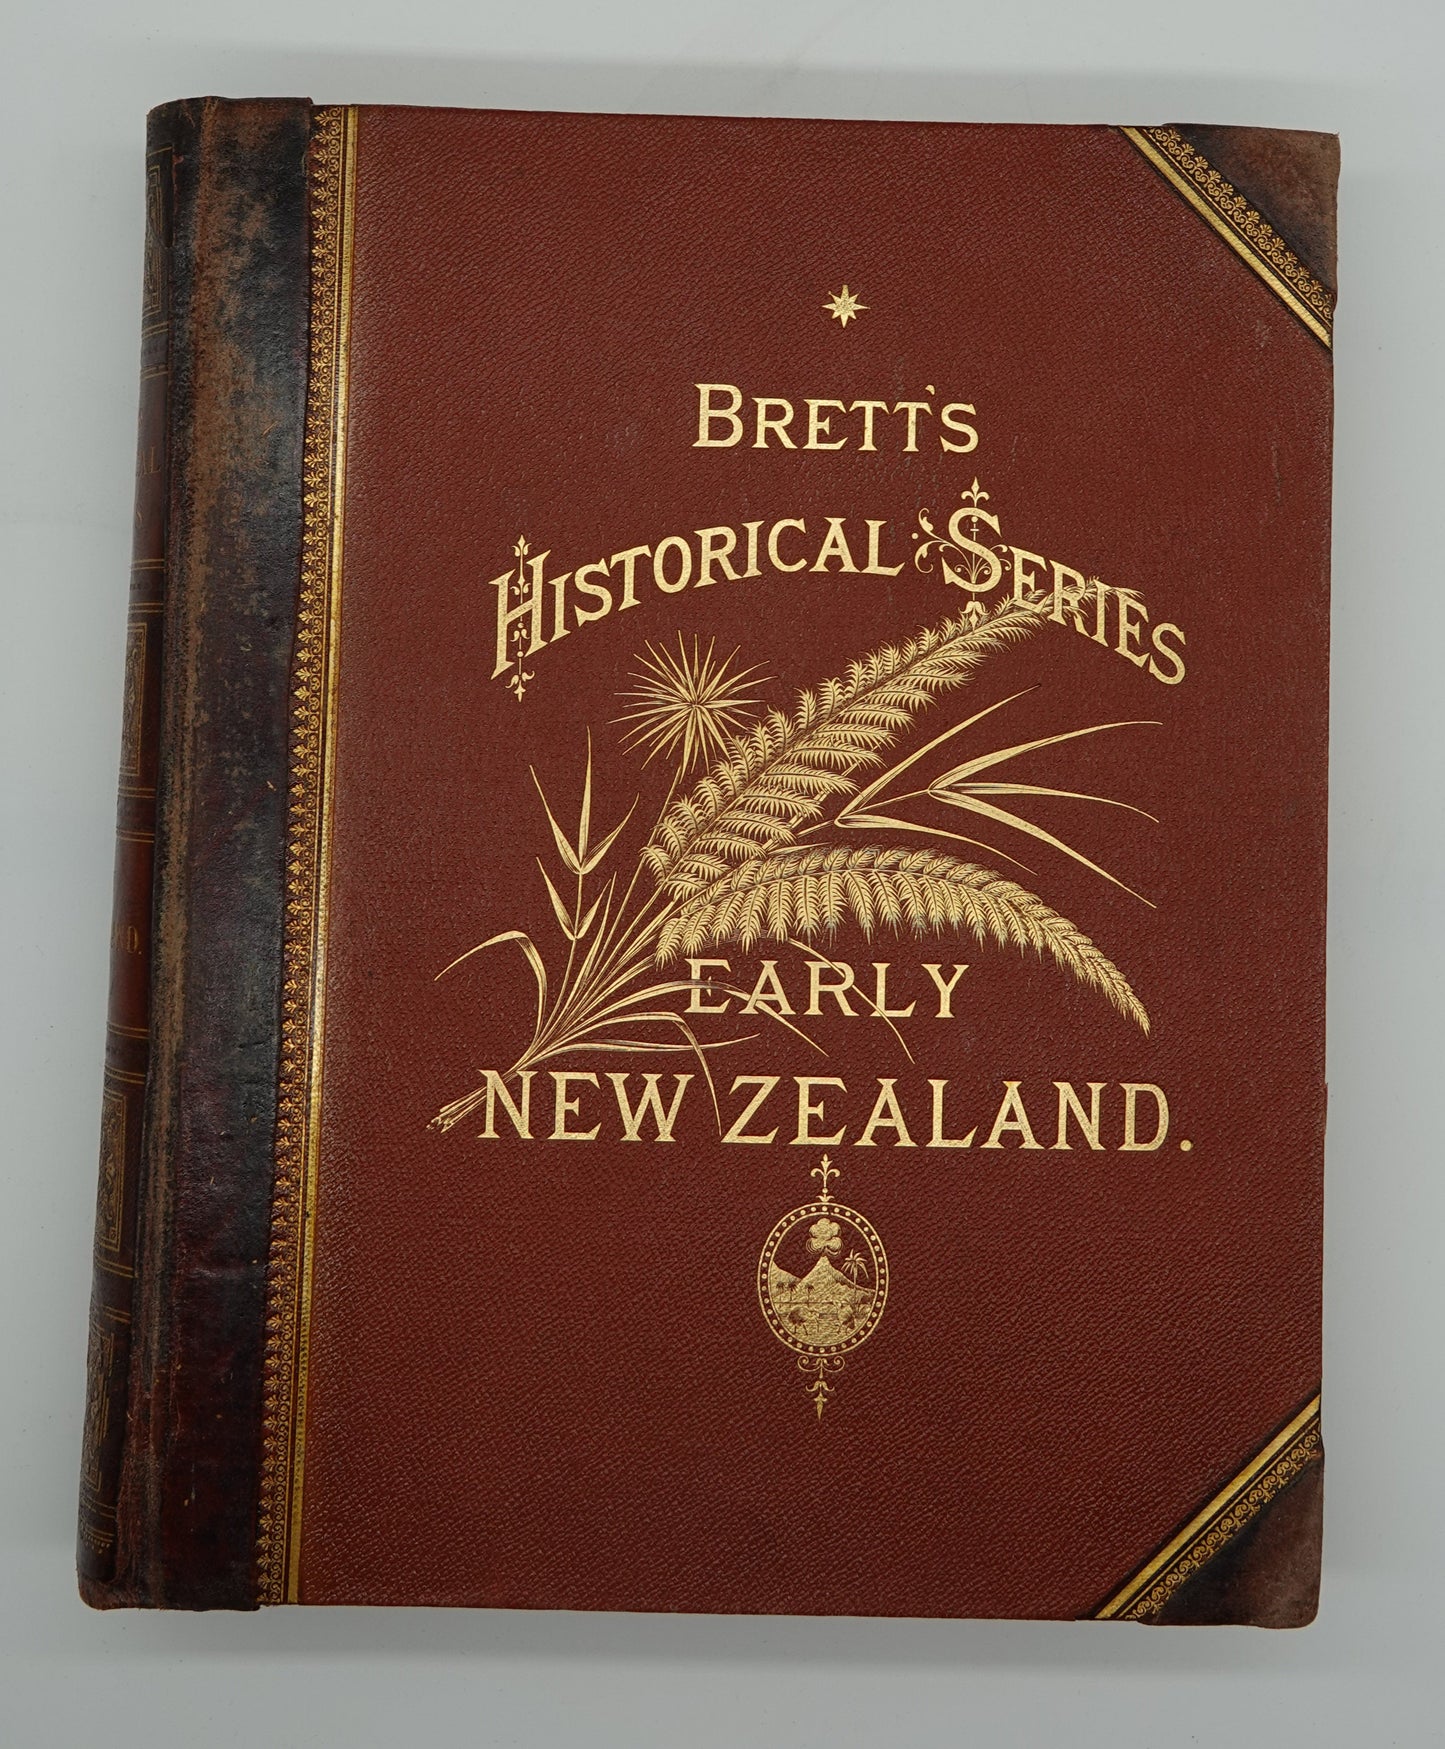 BRETT'S
HISTORICAL SERIES
EARLY
NEW ZEALAND.